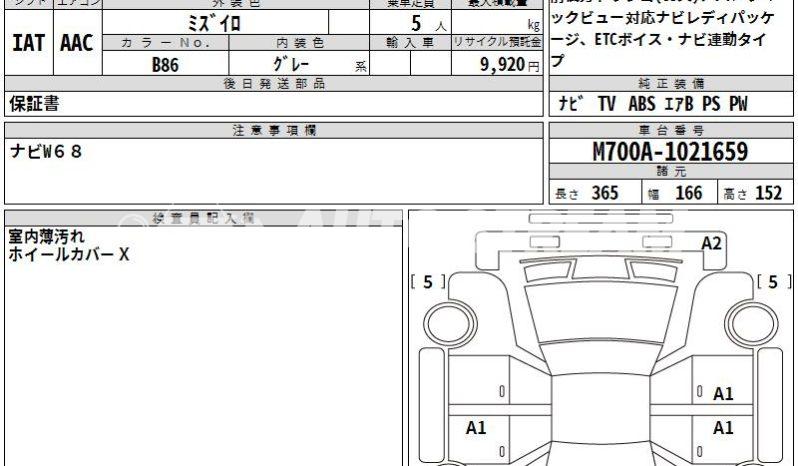 シフト エアコン 外装色 乗車定員 最大積載量
IAT AAC ミズイロ 5 人 kg
カラーNo. 内装色 輸入車 リサイクル預託金
B86 グレー 系 9,920円
後日発送部品
保証書
ックビュー対応ナビレディパッケ
ージ、ETCボイス・ナビ連動タイ
プ
純正装備
ナビ TV ABS エアB PS PW
注意事項欄
ナビW68
車台番号
M700A-1021659
諸元
長さ 365 幅 166 高さ 152
検査員記入欄
室内薄汚れ
ホイールカバーX
A2
[ 5 ] [ 5 ]
A1
A1 A1